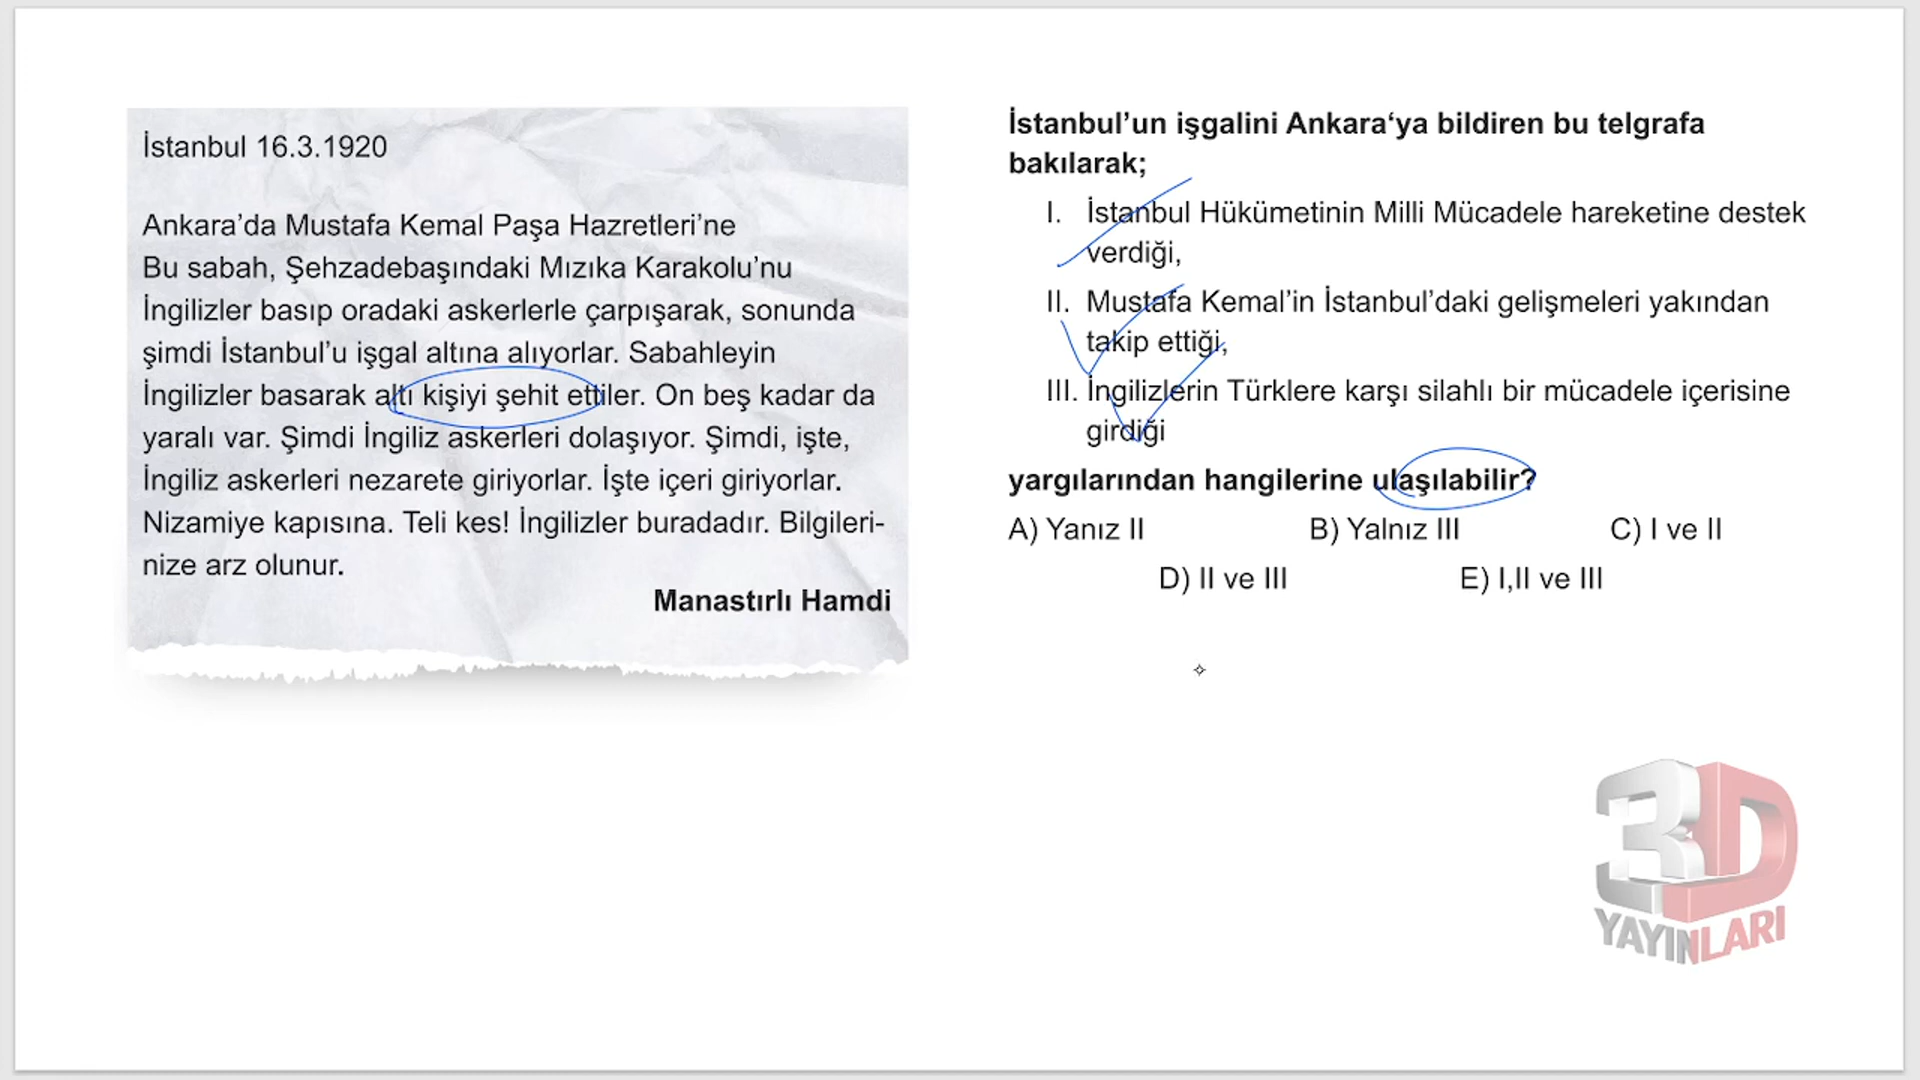 İstanbul 16.3.1920
Ankara’da Mustafa Kemal Paşa Hazretleri’ne
Bu sabah, Şehzadebaşındaki Mızıka Karakolu’nu
İngilizler basıp oradaki askerlerle çarpışarak, sonunda
şimdi İstanbul’u işgal altına alıyorlar. Sabahleyin
İngilizler basarak altı kişiyi şehit ettiler. On beş kadar da
yaralı var. Şimdi İngiliz askerleri dolaşıyor. Şimdi, işte,
İngiliz askerleri nezarete giriyorlar. İşte içeri giriyorlar.
Nizamiye kapısına. Teli kes! İngilizler buradadır. Bilgileri-
nize arz olunur.
Manastırlı Hamdi
İstanbul’un işgalini Ankara‘ya bildiren bu telgrafa
bakılarak;
I. İstanbul Hükümetinin Milli Mücadele hareketine destek
verdiği,
II. Mustafa Kemal’in İstanbul’daki gelişmeleri yakından
takip ettiği,
III. İngilizlerin Türklere karşı silahlı bir mücadele içerisine
girdiği
yargılarından hangilerine ulaşılabilir?
A) Yanız II B) Yalnız III C) I ve II
D) II ve III E) I,II ve III
3D
YAYINLARI